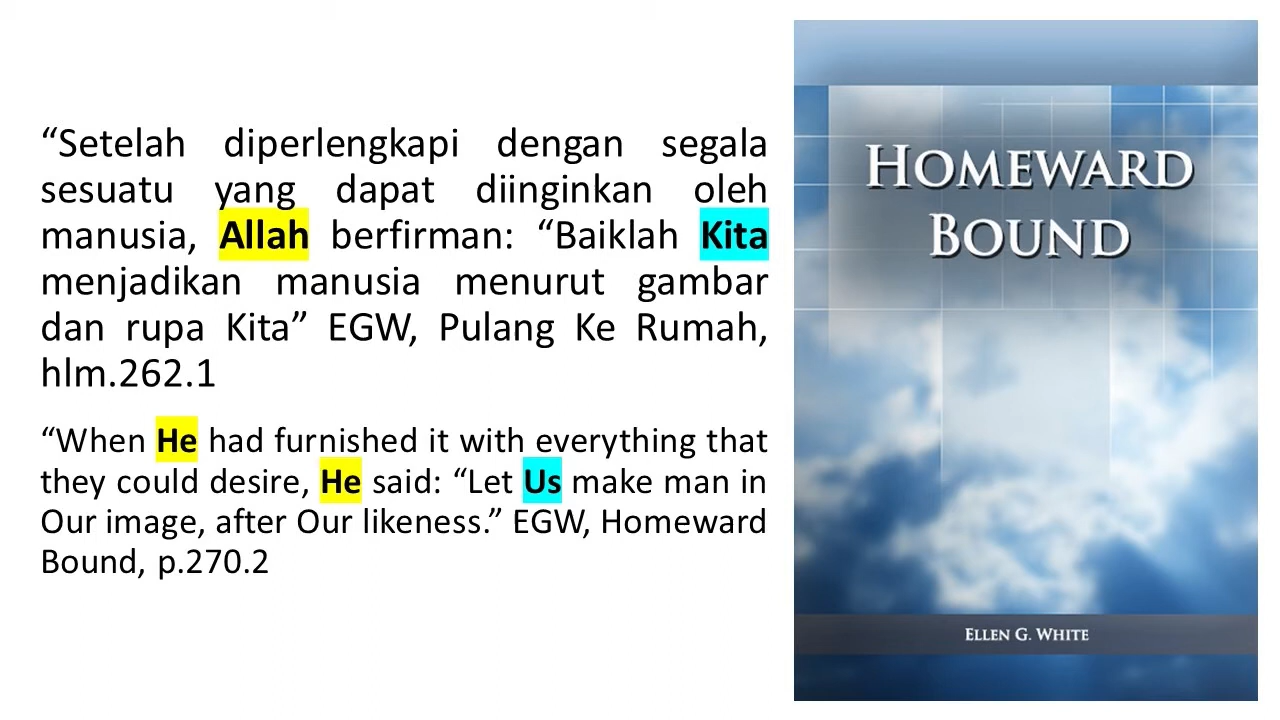 “Setelah diperlengkapi dengan segala
sesuatu yang dapat diinginkan oleh
manusia, Allah berfirman: “Baiklah Kita
menjadikan manusia menurut gambar
dan rupa Kita” EGW, Pulang Ke Rumah,
hlm.262.1
“When He had furnished it with everything that
they could desire, He said: “Let Us make man in
Our image, after Our likeness.” EGW, Homeward
Bound, p.270.2
HOMEWARD
BOUND
ELLEN G. WHITE